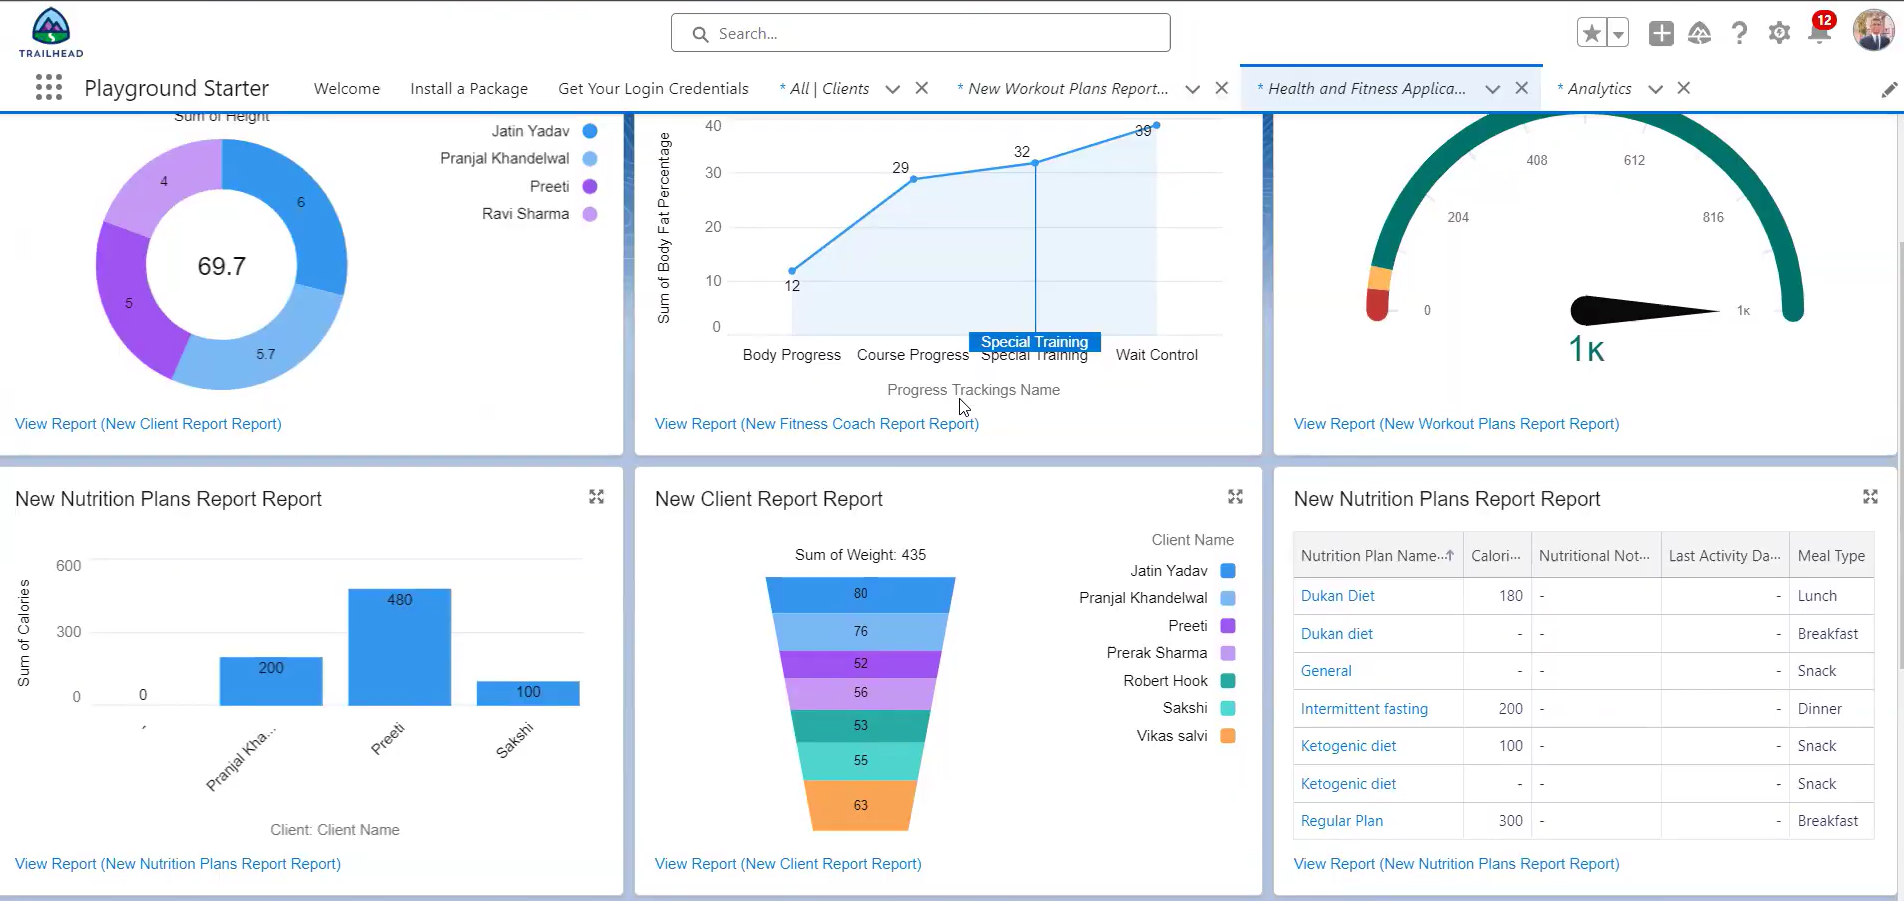 TRAILHEAD
Search...
12
Playground Starter
Welcome
Install a Package
Get Your Login Credentials
* All | Clients
* New Workout Plans Report...
* Health and Fitness Applica...
* Analytics
Sum of Height
Jatin Yadav
Pranjal Khandelwal
Preeti
Ravi Sharma
4
6
69.7
5
5.7
View Report (New Client Report Report)
Sum of Body Fat Percentage
40
30
20
10
0
12
29
32
39
Special Training
Body Progress
Course Progress
Special Training
Wait Control
Progress Trackings Name
View Report (New Fitness Coach Report Report)
408
612
204
816
0
1K
1K
View Report (New Workout Plans Report Report)
New Nutrition Plans Report Report
Sum of Calories
600
300
0
0
200
480
100
-
Pranjal Kha...
Preeti
Sakshi
Client: Client Name
View Report (New Nutrition Plans Report Report)
New Client Report Report
Sum of Weight: 435
80
76
52
56
53
55
63
Client Name
Jatin Yadav
Pranjal Khandelwal
Preeti
Prerak Sharma
Robert Hook
Sakshi
Vikas salvi
View Report (New Client Report Report)
New Nutrition Plans Report Report
Nutrition Plan Name..↑ Calori... Nutritional Not... Last Activity Da... Meal Type
Dukan Diet 180 - - Lunch
Dukan diet - - - Breakfast
General - - - Snack
Intermittent fasting 200 - - Dinner
Ketogenic diet 100 - - Snack
Ketogenic diet - - - Snack
Regular Plan 300 - - Breakfast
View Report (New Nutrition Plans Report Report)